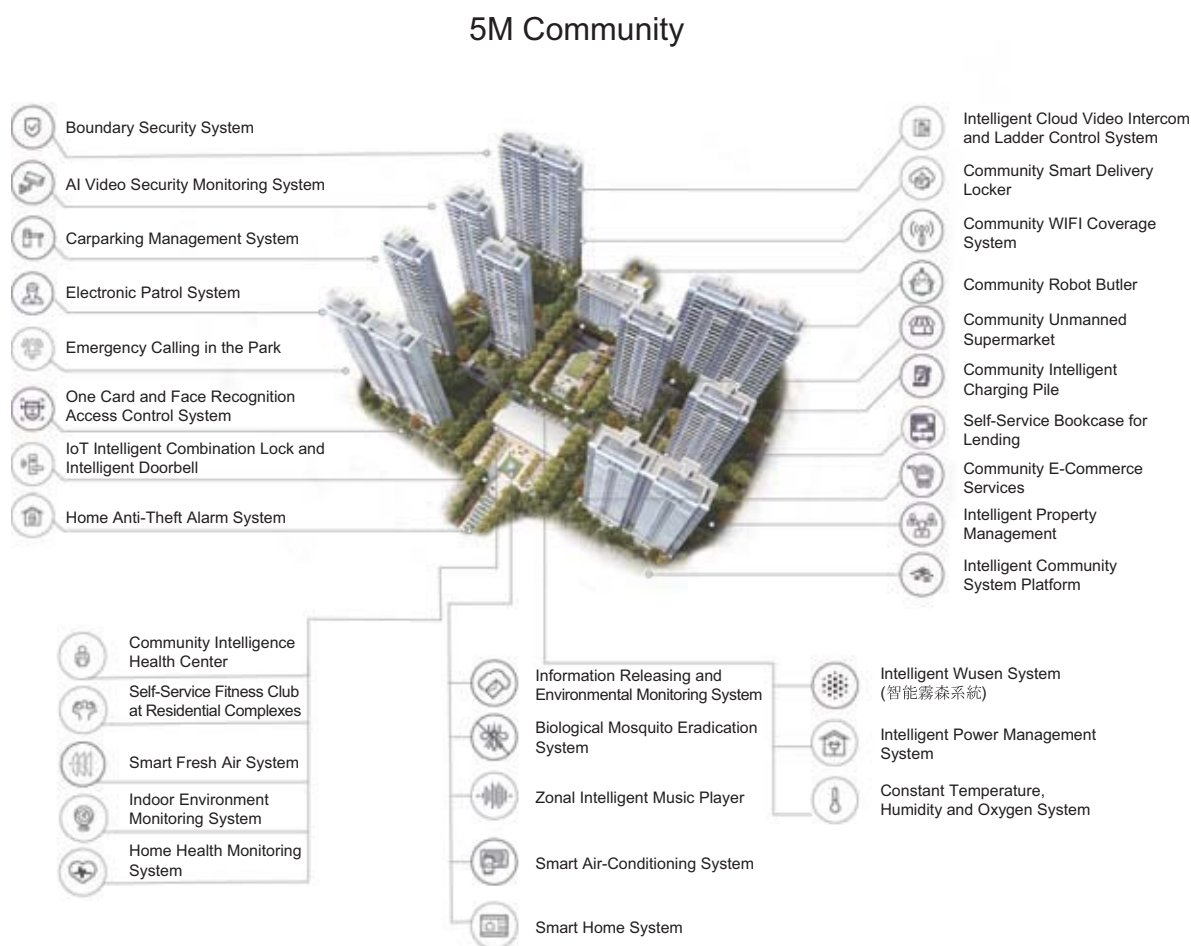 5M Community
Boundary Security System
AI Video Security Monitoring System
Carparking Management System
Electronic Patrol System
Emergency Calling in the Park
One Card and Face Recognition
Access Control System
IoT Intelligent Combination Lock and
Intelligent Doorbell
Home Anti-Theft Alarm System
Intelligent Cloud Video Intercom
and Ladder Control System
Community Smart Delivery
Locker
Community WIFI Coverage
System
Community Robot Butler
Community Unmanned
Supermarket
Community Intelligent
Charging Pile
Self-Service Bookcase for
Lending
Community E-Commerce
Services
Intelligent Property
Management
Intelligent Community
System Platform
Community Intelligence
Health Center
Self-Service Fitness Club
at Residential Complexes
Smart Fresh Air System
Indoor Environment
Monitoring System
Home Health Monitoring
System
Information Releasing and
Environmental Monitoring System
Biological Mosquito Eradication
System
Zonal Intelligent Music Player
Smart Air-Conditioning System
Smart Home System
Intelligent Wusen System
(智能霧森系統)
Intelligent Power Management
System
Constant Temperature,
Humidity and Oxygen System